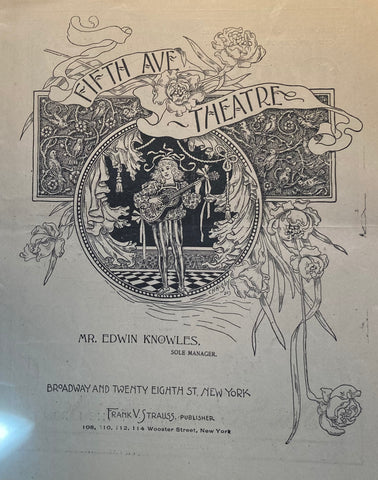 FIFTH AVE
THEATRE
MR. EDWIN KNOWLES,
SOLE MANAGER.
BROADWAY AND TWENTY EIGHTH ST. NEW YORK
FRANK V. STRAUSS, PUBLISHER
108, 110, 112, 114 Wooster Street, New York